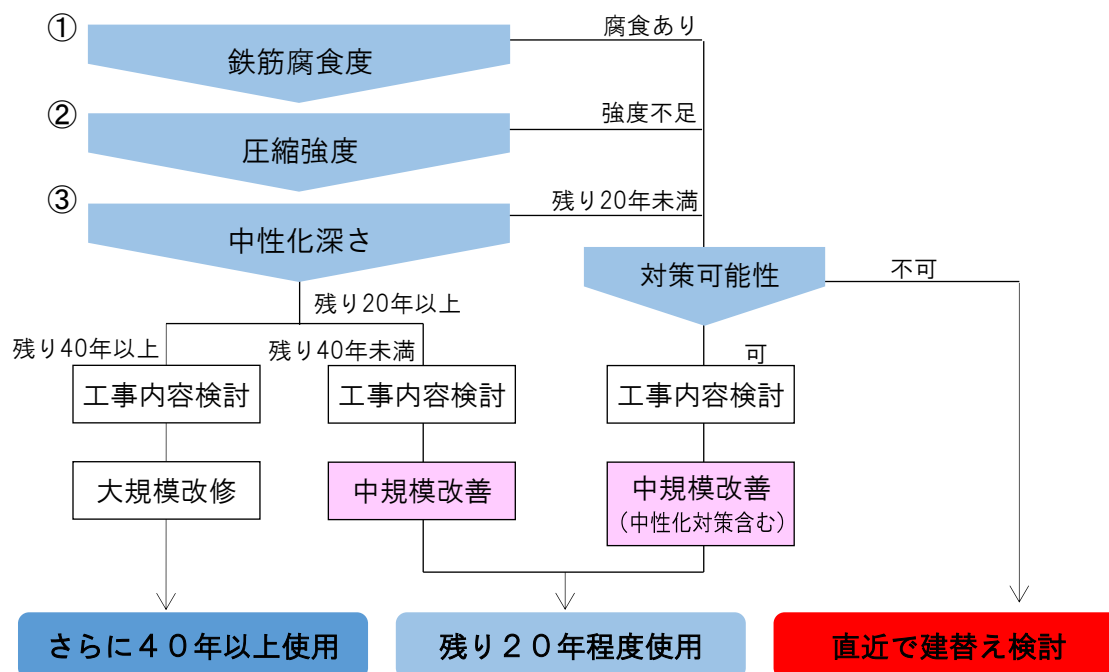 ①
鉄筋腐食度
腐食あり
②
圧縮強度
強度不足
③
中性化深さ
残り20年未満
対策可能性
不可
残り20年以上
残り40年以上
残り40年未満
可
工事内容検討
工事内容検討
工事内容検討
大規模改修
中規模改善
中規模改善
（中性化対策含む）
さらに４０年以上使用
残り２０年程度使用
直近で建替え検討